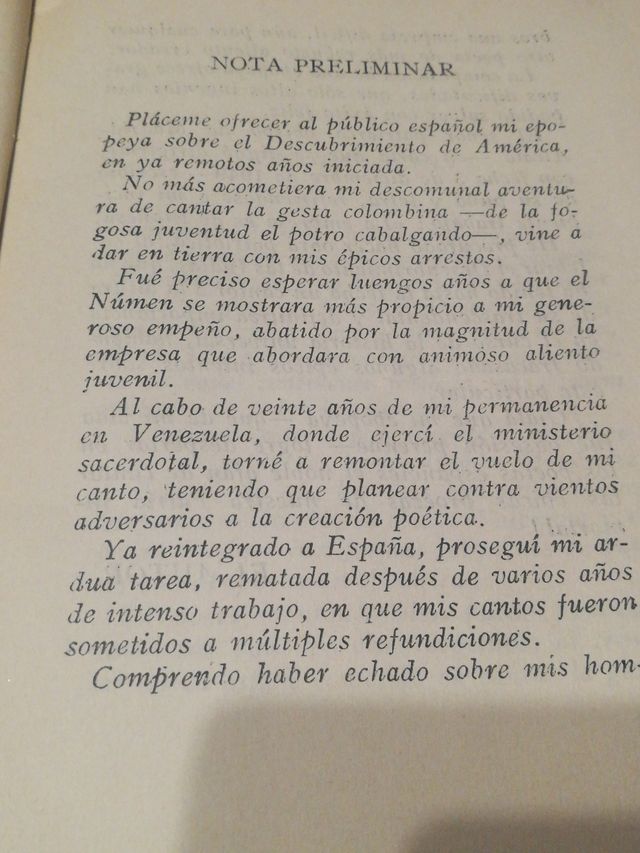 NOTA PRELIMINAR
Pláceme ofrecer al público español mi epo-
peya sobre el Descubrimiento de América,
en ya remotos años iniciada.
No más acometiera mi descomunal aventu-
ra de cantar la gesta colombina —de la fo-
gosa juventud el potro cabalgando—, vine a
dar en tierra con mis épicos arrestos.
Fué preciso esperar luengos años a que el
Númen se mostrara más propicio a mi gene-
roso empeño, abatido por la magnitud de la
empresa que abordara con animoso aliento
juvenil.
Al cabo de veinte años de mi permanencia
en Venezuela, donde ejercí el ministerio
sacerdotal, torné a remontar el vuelo de mi
canto, teniendo que planear contra vientos
adversarios a la creación poética.
Ya reintegrado a España, proseguí mi ar-
dua tarea, rematada después de varios años
de intenso trabajo, en que mis cantos fueron
sometidos a múltiples refundiciones.
Comprendo haber echado sobre mis hom-